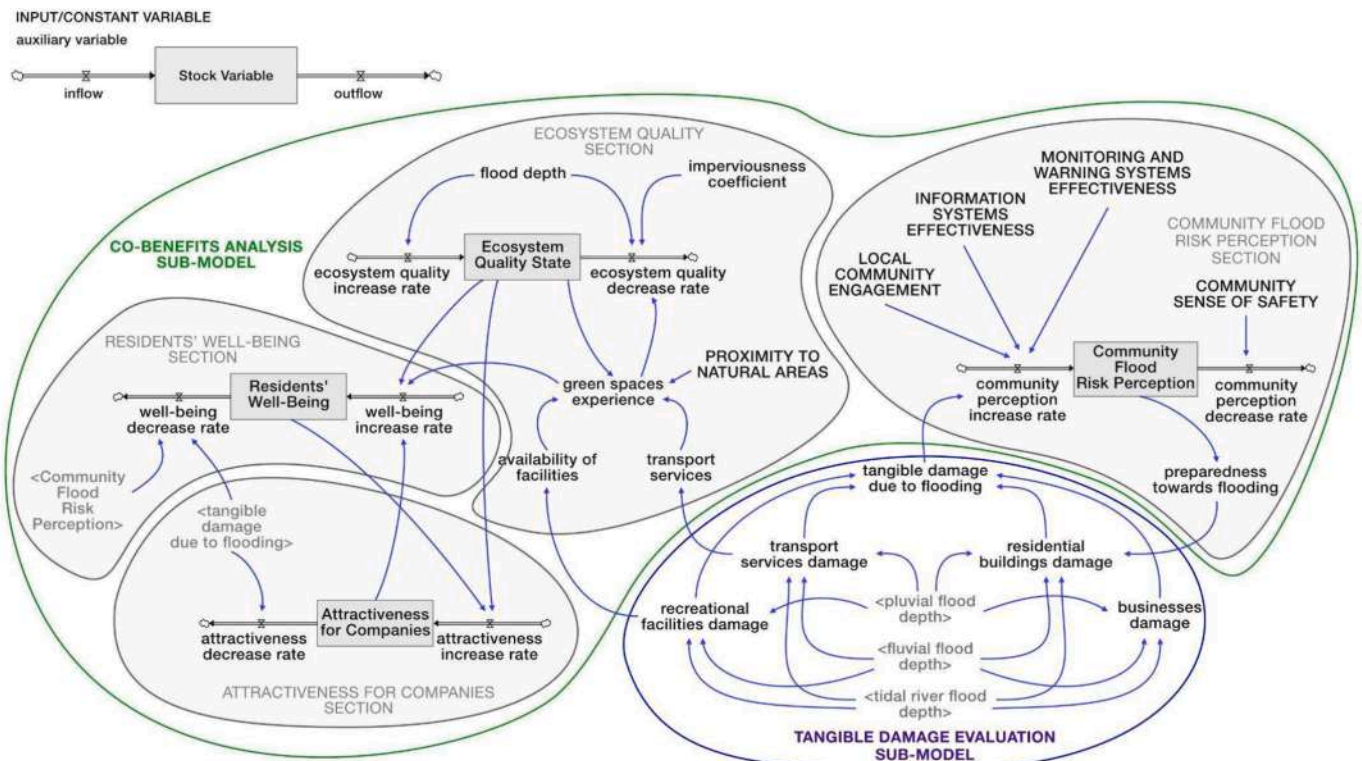 INPUT/CONSTANT VARIABLE
auxiliary variable
Stock Variable
inflow
outflow
ECOSYSTEM QUALITY
SECTION
flood depth
imperviousness
coefficient
Ecosystem
Quality State
ecosystem quality
increase rate
ecosystem quality
decrease rate
CO-BENEFITS ANALYSIS
SUB-MODEL
MONITORING AND
WARNING SYSTEMS
EFFECTIVENESS
INFORMATION
SYSTEMS
EFFECTIVENESS
COMMUNITY FLOOD
RISK PERCEPTION
SECTION
LOCAL
COMMUNITY
ENGAGEMENT
COMMUNITY
SENSE OF SAFETY
Community
Flood
Risk Perception
community
perception
increase rate
community
perception
decrease rate
preparedness
towards flooding
RESIDENTS' WELL-BEING
SECTION
Residents'
Well-Being
well-being
decrease rate
well-being
increase rate
green spaces
experience
PROXIMITY TO
NATURAL AREAS
availability of
facilities
transport
services
<Community
Flood
Risk
Perception>
<tangible
damage
due to flooding>
Attractiveness
for Companies
attractiveness
decrease rate
attractiveness
increase rate
ATTRACTIVENESS FOR COMPANIES
SECTION
tangible damage
due to flooding
transport
services damage
residential
buildings damage
recreational
facilities damage
<pluvial flood
depth>
businesses
damage
<fluvial flood
depth>
<tidal river flood
depth>
TANGIBLE DAMAGE EVALUATION
SUB-MODEL